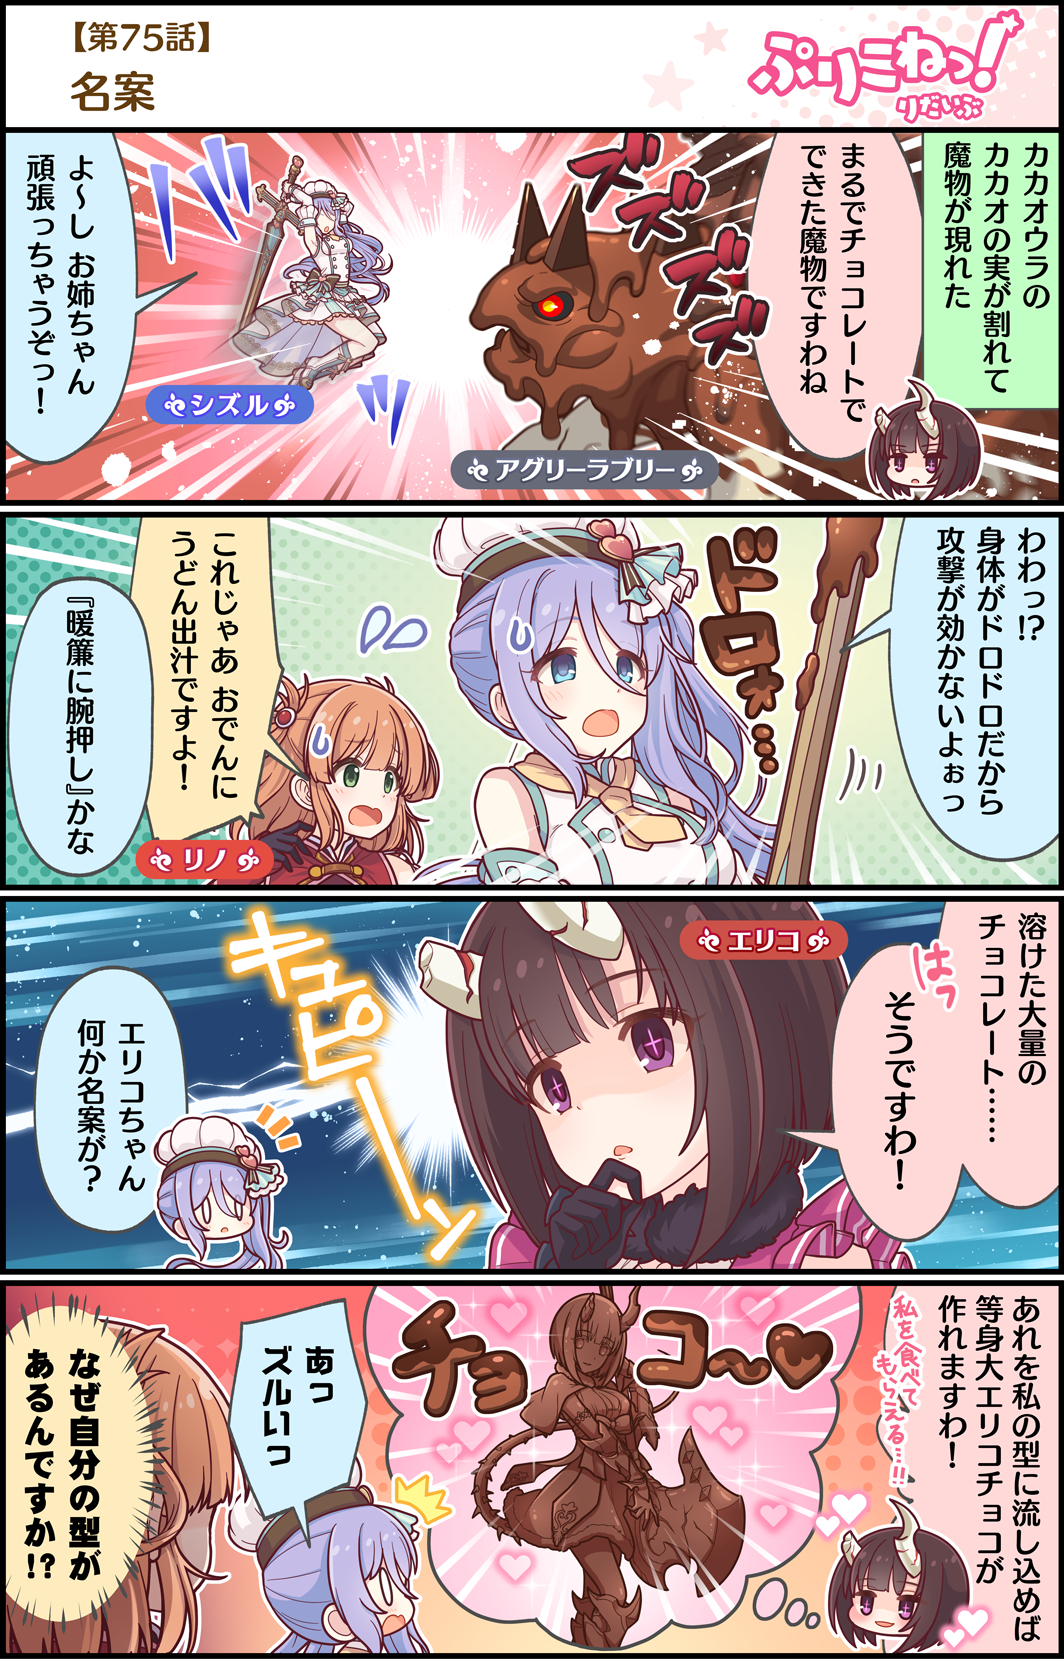 【第75話】
名案
ぷりこねっ!
りだいぶ
カカオウラの
カカオの実が割れて
魔物が現れた
まるでチョコレートで
できた魔物ですわね
ズズズズ
アグリーラブリー
シズル
よ〜し お姉ちゃん
頑張っちゃうぞっ!
わわっ!?
身体がドロドロだから
攻撃が効かないよぉっ
ドロォ…
これじゃあ おでんに
うどん出汁ですよ!
リノ
『暖簾に腕押し』かな
溶けた大量の
チョコレート……
はっ
そうですわ!
エリコ
キュピーーン
エリコちゃん
何か名案が?
あれを私の型に流し込めば
等身大エリコチョコが
作れますわ!
私を食べて
もらえる…!!
チョコ〜♥
あっ
ズルいっ
なぜ自分の型が
あるんですか!?